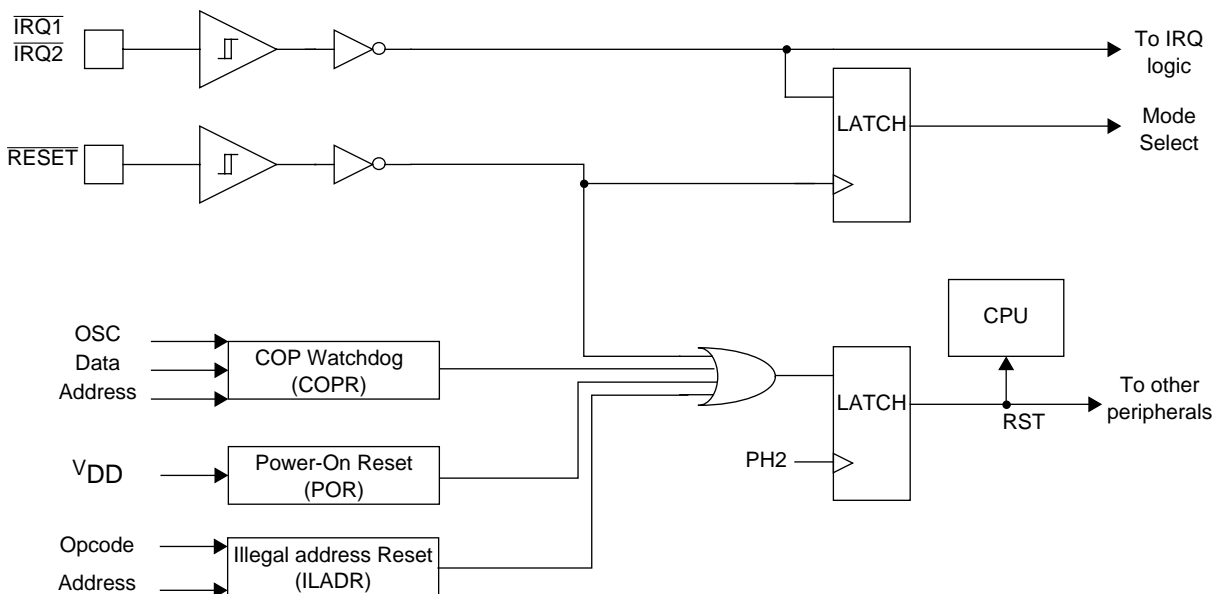 IRQ1
IRQ2
To IRQ
logic
LATCH
Mode
Select
RESET
CPU
OSC
Data
Address
COP Watchdog
(COPR)
LATCH
RST
To other
peripherals
PH2
VDD
Power-On Reset
(POR)
Opcode
Address
Illegal address Reset
(ILADR)